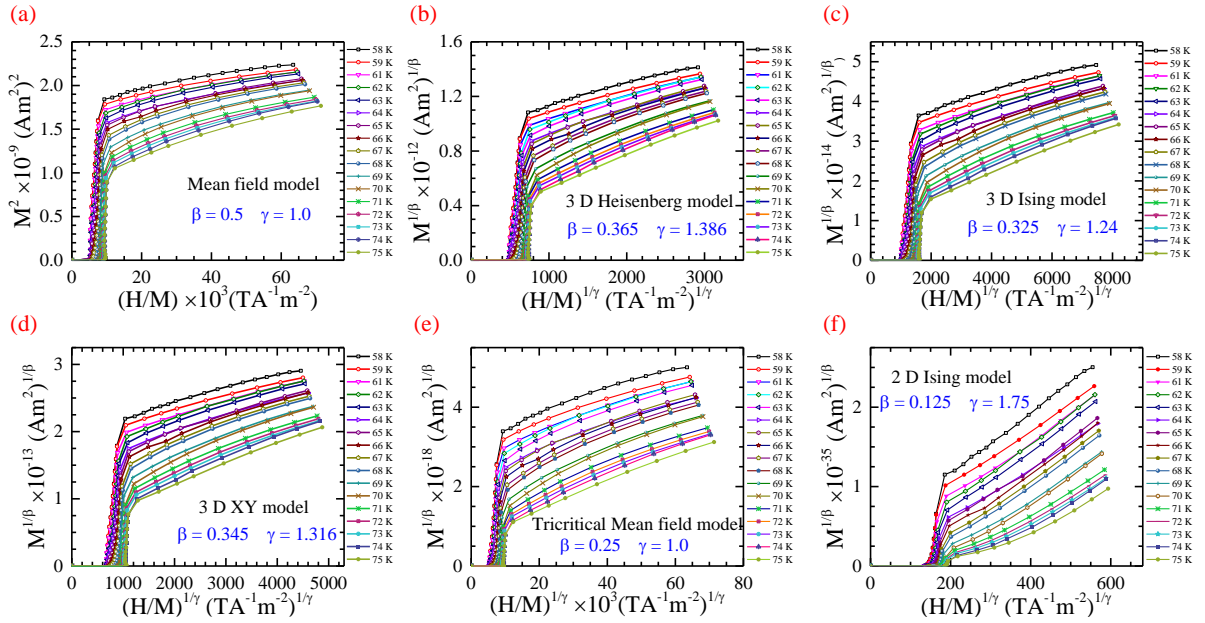 (a)
M² ×10⁻⁹ (Am²)²
2.5
2.0
1.5
1.0
0.5
0.0
0 20 40 60
(H/M) ×10³(TA⁻¹m⁻²)
Mean field model
β = 0.5 γ = 1.0
58 K
59 K
61 K
62 K
63 K
64 K
65 K
66 K
67 K
68 K
69 K
70 K
71 K
72 K
73 K
74 K
75 K
(b)
M^1/β ×10⁻¹² (Am²)^1/β
1.6
1.2
0.8
0.4
0.0
0 1000 2000 3000
(H/M)^1/γ (TA⁻¹m⁻²)^1/γ
3 D Heisenberg model
β = 0.365 γ = 1.386
58 K
59 K
61 K
62 K
63 K
64 K
65 K
66 K
67 K
68 K
69 K
70 K
71 K
72 K
73 K
74 K
75 K
(c)
M^1/β ×10⁻¹⁴ (Am²)^1/β
5
4
3
2
1
0
0 2000 4000 6000 8000
(H/M)^1/γ (TA⁻¹m⁻²)^1/γ
3 D Ising model
β = 0.325 γ = 1.24
58 K
59 K
61 K
62 K
63 K
64 K
65 K
66 K
67 K
68 K
69 K
70 K
71 K
72 K
73 K
74 K
75 K
(d)
M^1/β ×10⁻¹³ (Am²)^1/β
3
2
1
0
0 1000 2000 3000 4000 5000
(H/M)^1/γ (TA⁻¹m⁻²)^1/γ
3 D XY model
β = 0.345 γ = 1.316
58 K
59 K
61 K
62 K
63 K
64 K
65 K
66 K
67 K
68 K
69 K
70 K
71 K
72 K
73 K
74 K
75 K
(e)
M^1/β ×10⁻¹⁸ (Am²)^1/β
4
2
0
0 20 40 60 80
(H/M)^1/γ ×10³(TA⁻¹m⁻²)^1/γ
Tricritical Mean field model
β = 0.25 γ = 1.0
58 K
59 K
61 K
62 K
63 K
64 K
65 K
66 K
67 K
68 K
69 K
70 K
71 K
72 K
73 K
74 K
75 K
(f)
M^1/β ×10⁻³⁵ (Am²)^1/β
2
1
0
0 200 400 600
(H/M)^1/γ (TA⁻¹m⁻²)^1/γ
2 D Ising model
β = 0.125 γ = 1.75
58 K
59 K
61 K
62 K
63 K
64 K
65 K
66 K
67 K
68 K
69 K
70 K
71 K
72 K
73 K
74 K
75 K